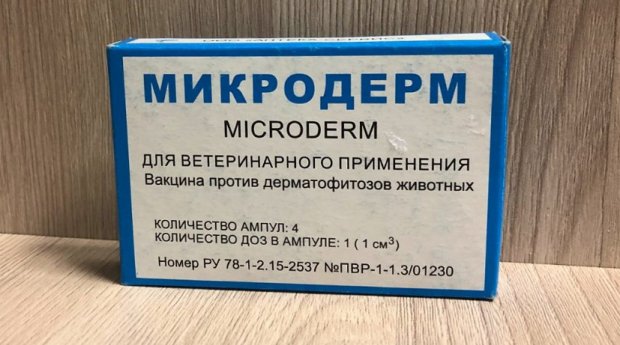 МИКРОДЕРМ
MICRODERM
ДЛЯ ВЕТЕРИНАРНОГО ПРИМЕНЕНИЯ
Вакцина против дерматофитозов животных
КОЛИЧЕСТВО АМПУЛ: 4
КОЛИЧЕСТВО ДОЗ В АМПУЛЕ: 1 ( 1 см³)
Номер РУ 78-1-2.15-2537 №ПВР-1-1.3/01230